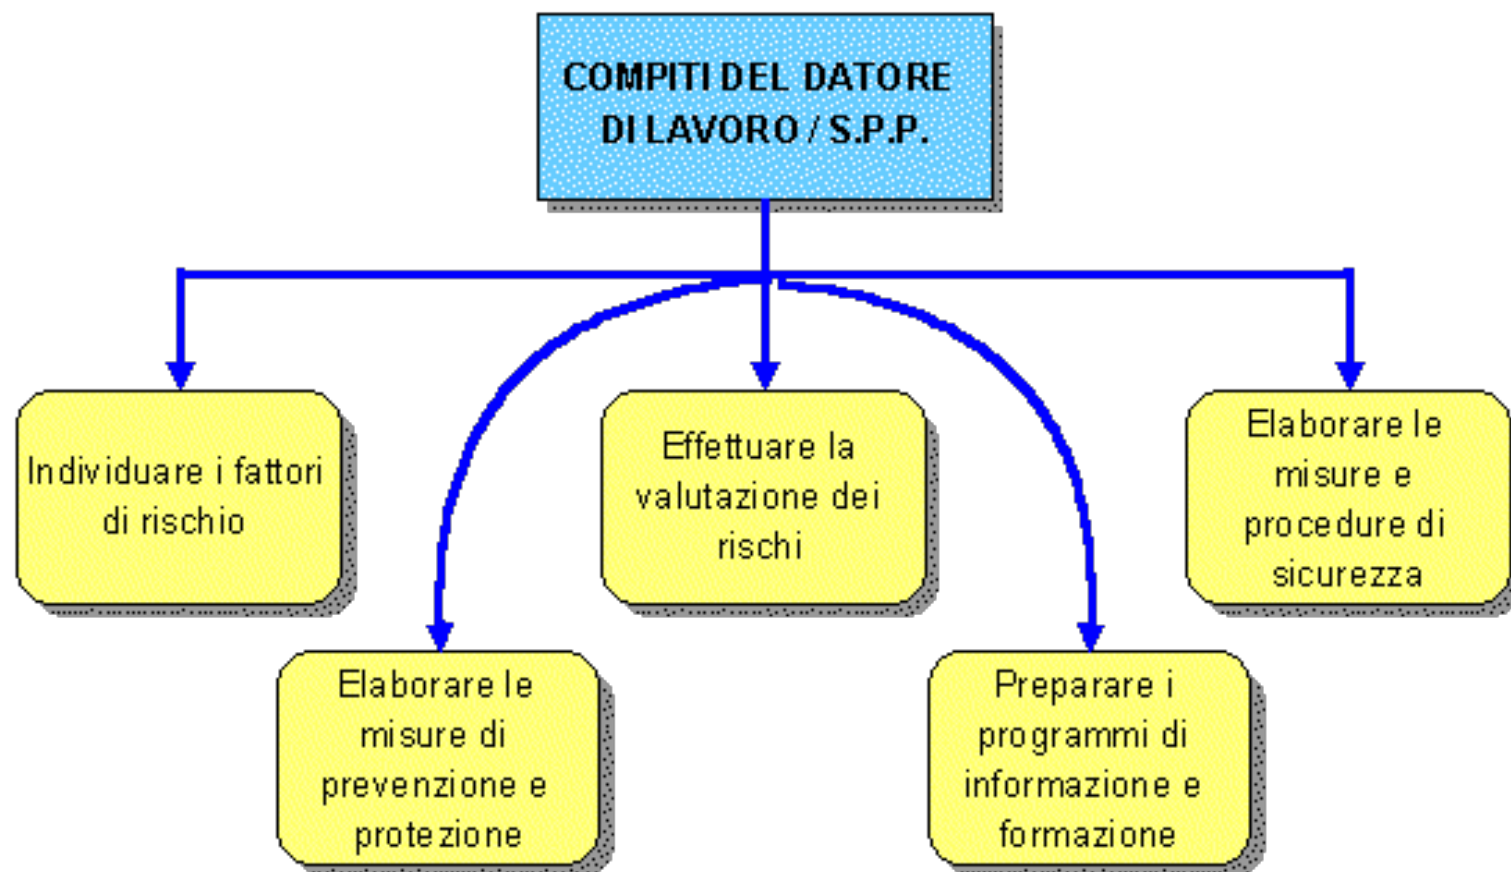 COMPITI DEL DATORE
DI LAVORO / S.P.P.
Individuare i fattori
di rischio
Effettuare la
valutazione dei
rischi
Elaborare le
misure e
procedure di
sicurezza
Elaborare le
misure di
prevenzione e
protezione
Preparare i
programmi di
informazione e
formazione